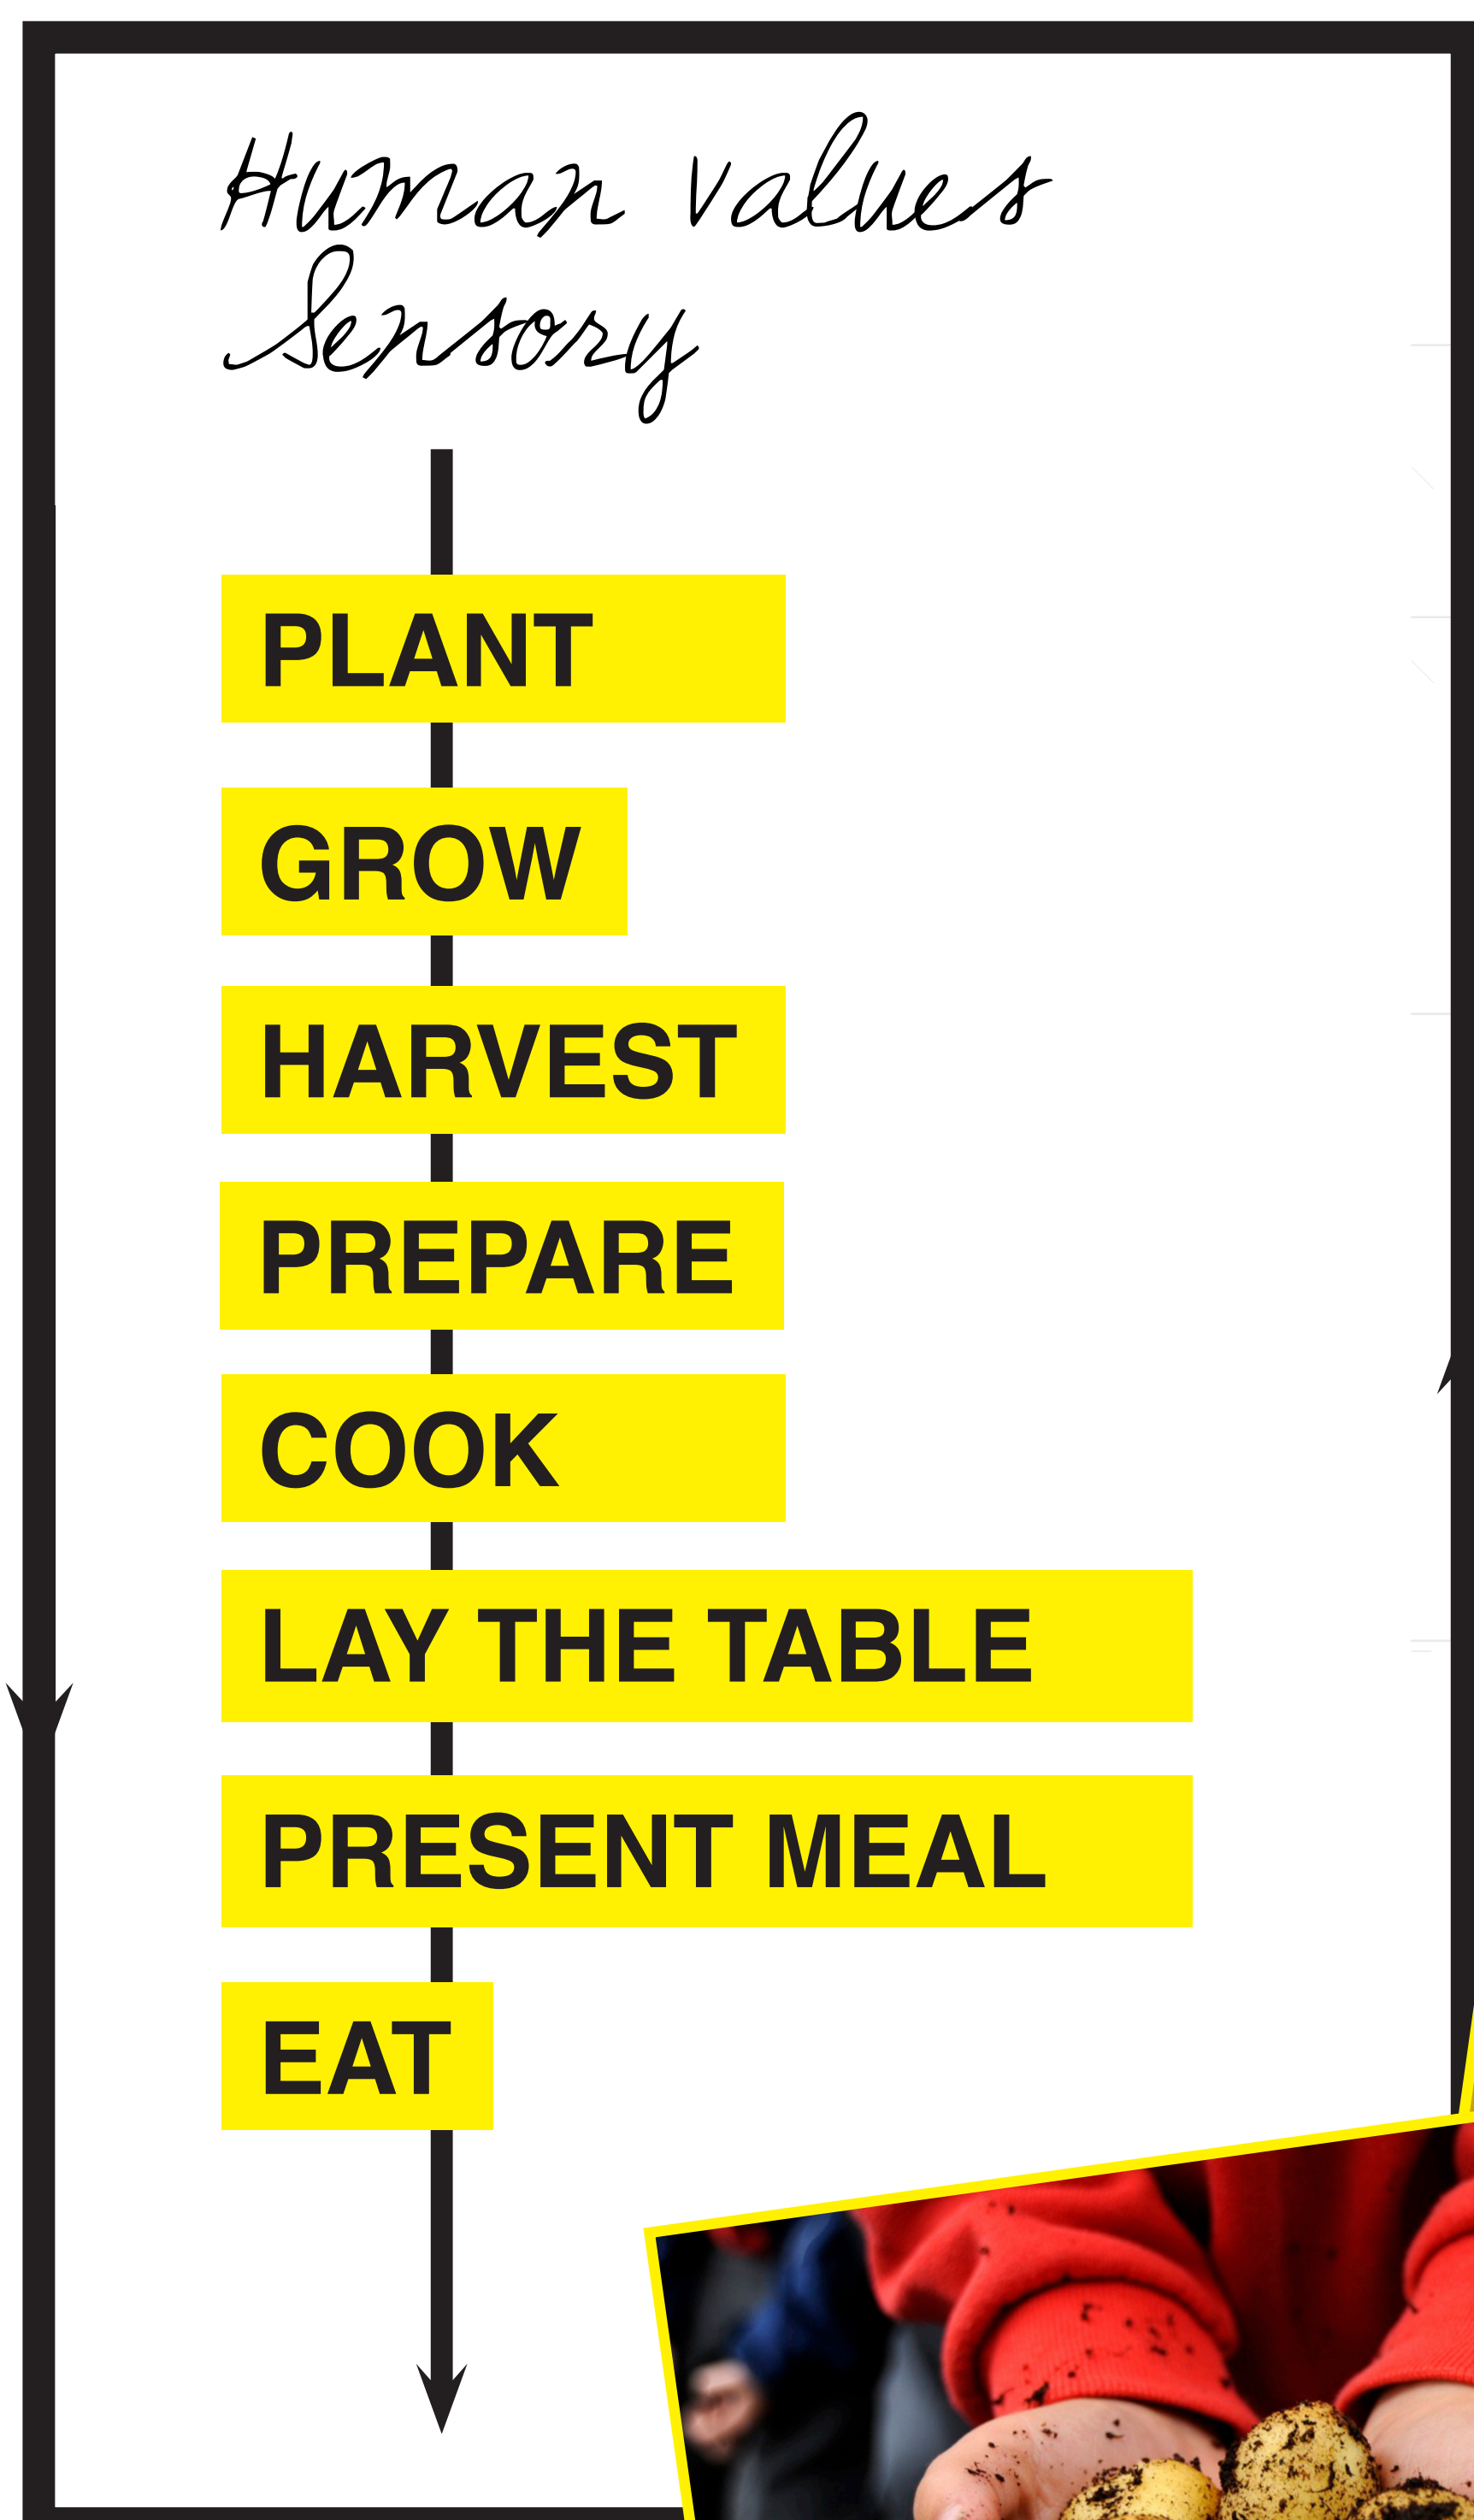 Human values
Sensory
PLANT
GROW
HARVEST
PREPARE
COOK
LAY THE TABLE
PRESENT MEAL
EAT